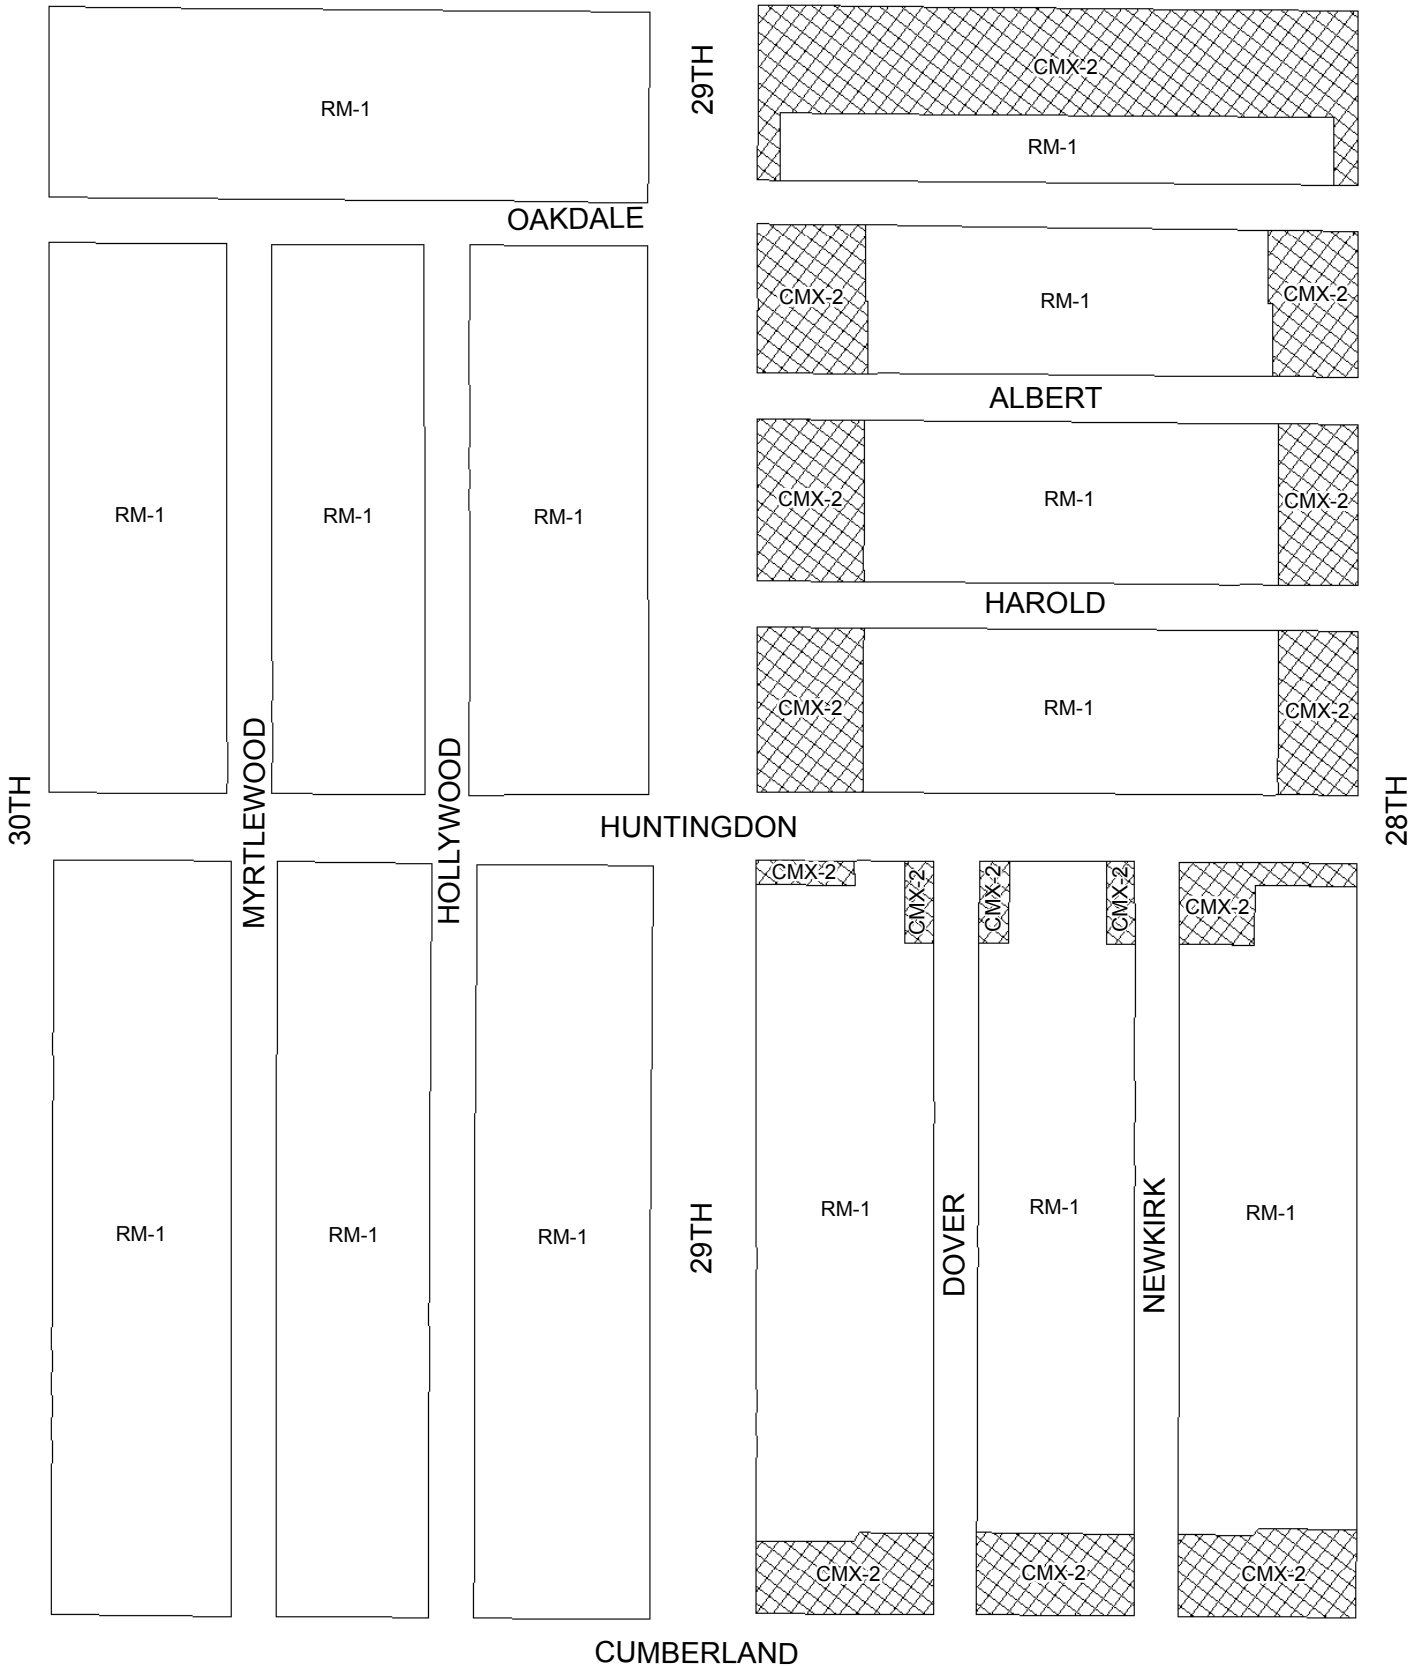 CMX-2
29TH
RM-1
RM-1
OAKDALE
CMX-2
RM-1
CMX-2
ALBERT
CMX-2
RM-1
CMX-2
RM-1
RM-1
RM-1
HAROLD
CMX-2
RM-1
CMX-2
30TH
MYRTLEWOOD
HOLLYWOOD
HUNTINGDON
28TH
CMX-2
CMX-2
CMX-2
CMX-2
CMX-2
RM-1
RM-1
RM-1
29TH
RM-1
DOVER
RM-1
NEWKIRK
RM-1
CMX-2
CMX-2
CMX-2
CUMBERLAND